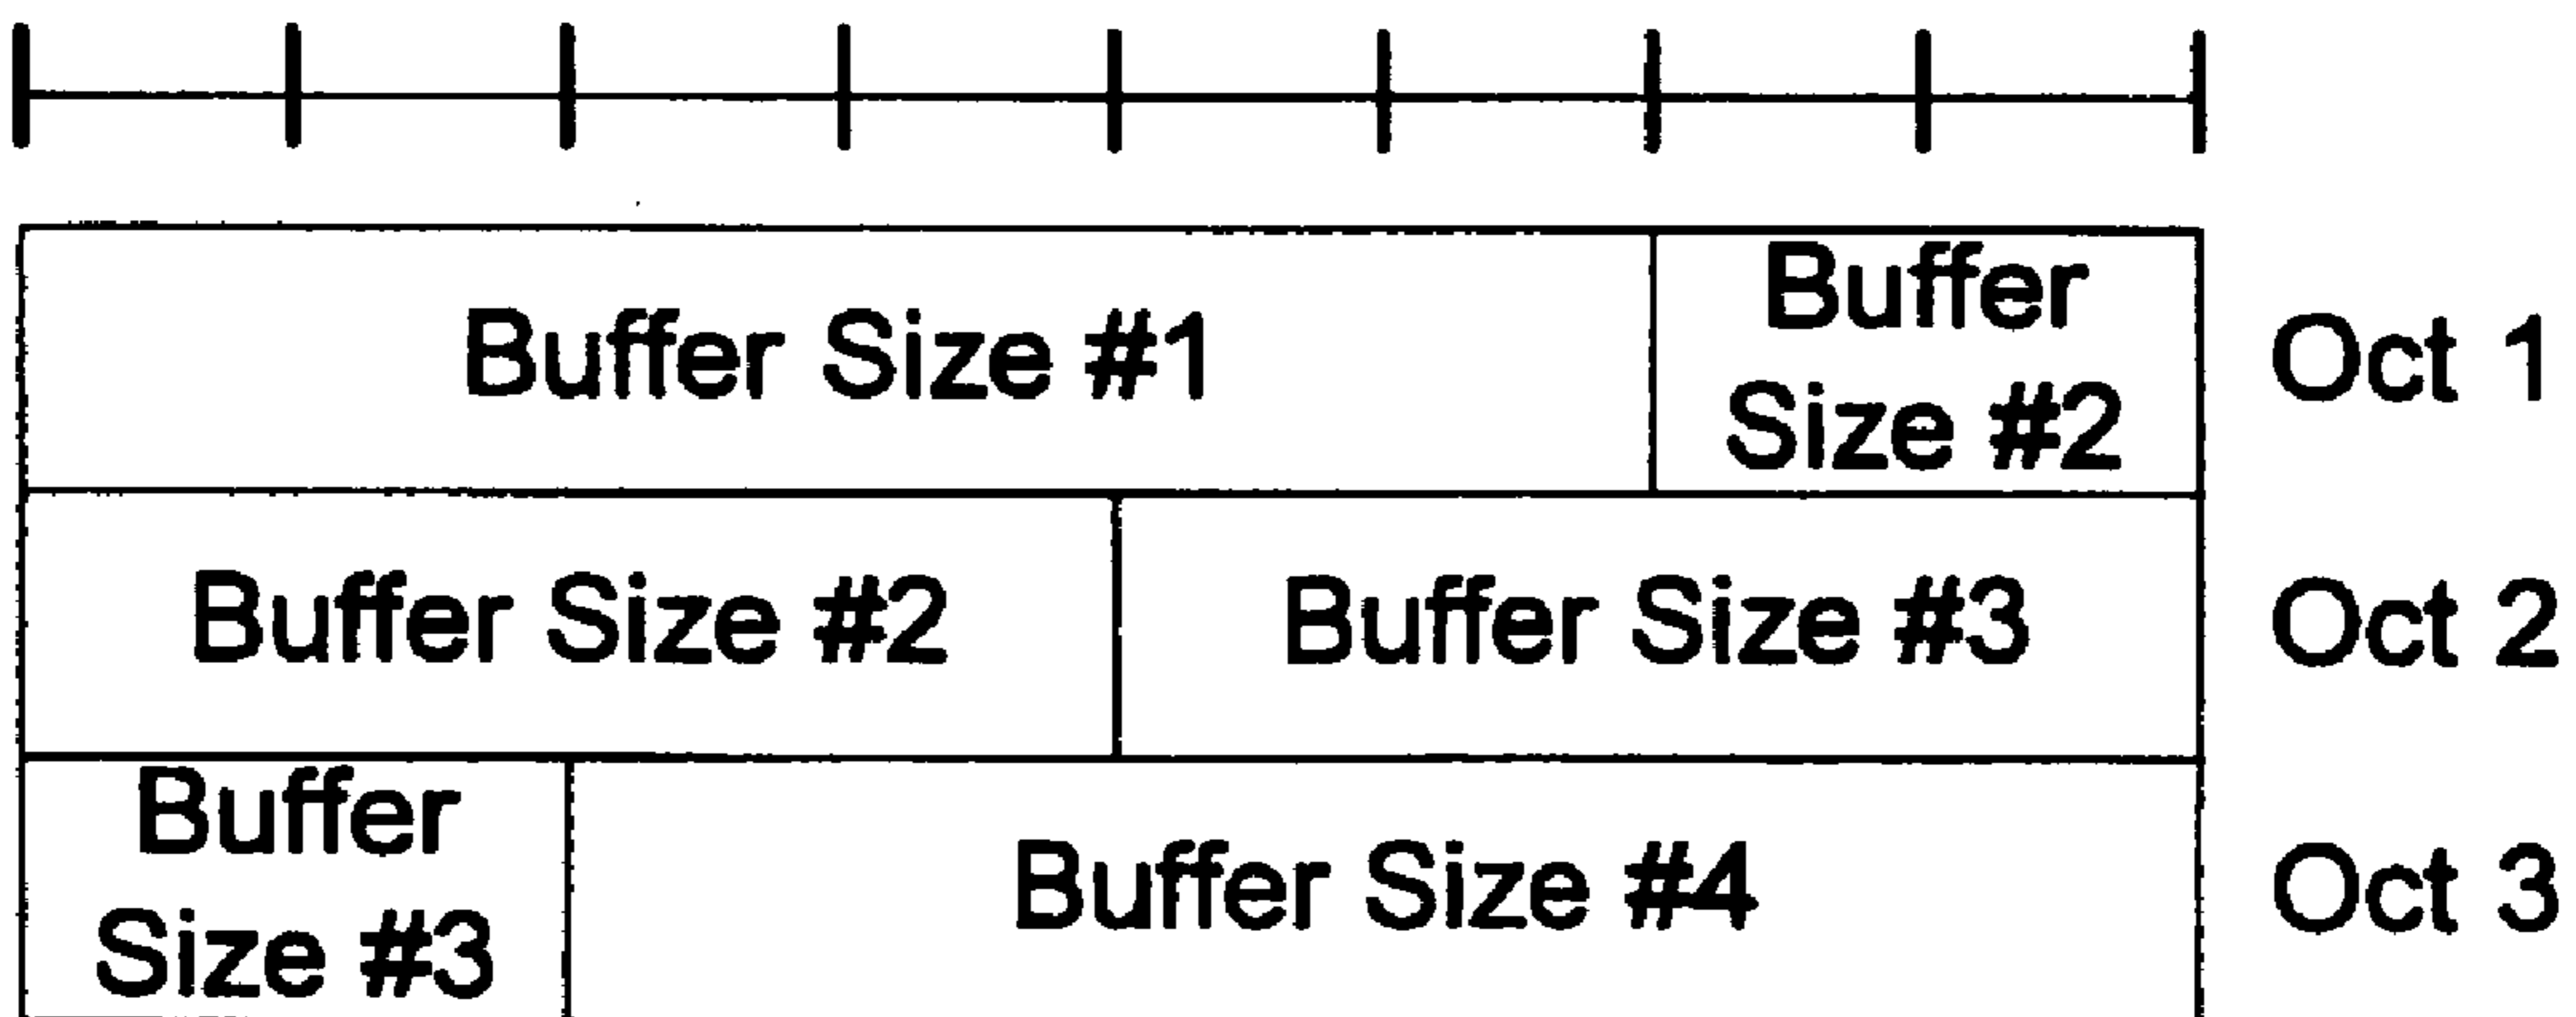 Buffer Size #1
Buffer
Size #2
Oct 1
Buffer Size #2
Buffer Size #3
Oct 2
Buffer
Size #3
Buffer Size #4
Oct 3